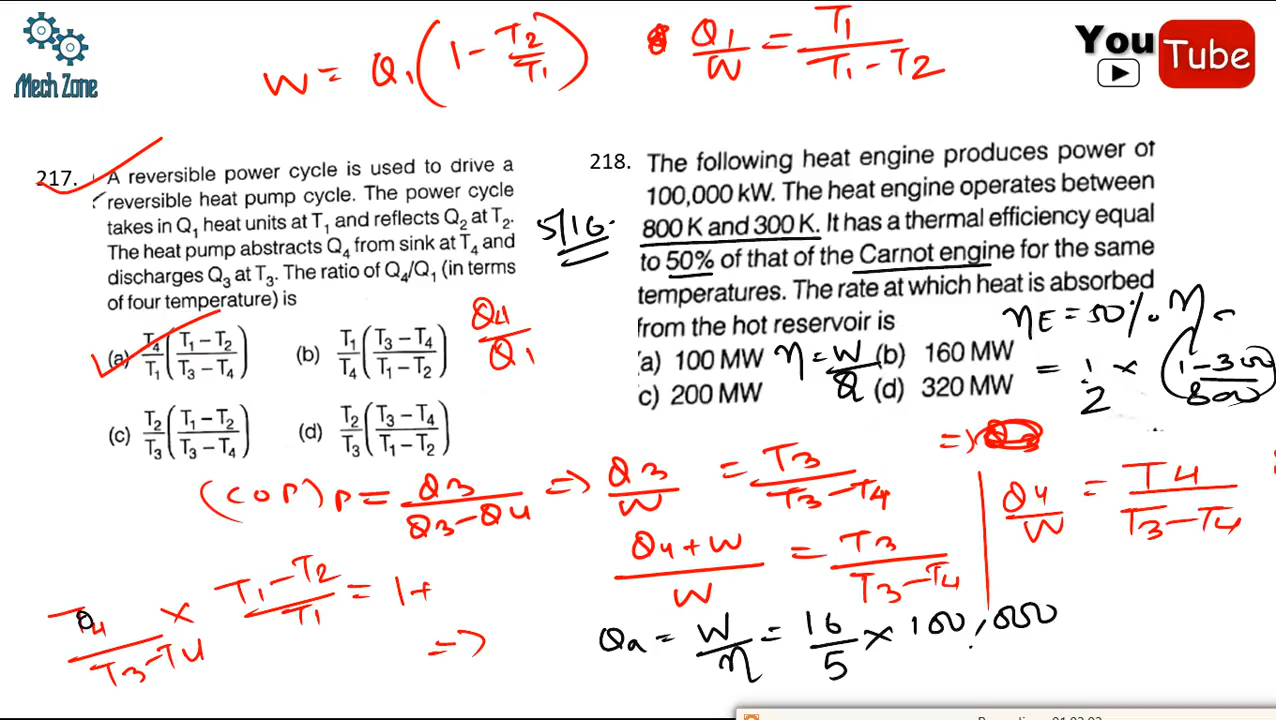 Mech Zone
You Tube
W = Q₁(1 - T₂/T₁)
Q₁/W = T₁/(T₁ - T₂)
217. A reversible power cycle is used to drive a
reversible heat pump cycle. The power cycle
takes in Q₁ heat units at T₁ and reflects Q₂ at T₂.
The heat pump abstracts Q₄ from sink at T₄ and
discharges Q₃ at T₃. The ratio of Q₄/Q₁ (in terms
of four temperature) is
(a) T₄/T₁ (T₁ – T₂ / T₃ – T₄)
(b) T₁/T₄ (T₃ – T₄ / T₁ – T₂)
(c) T₂/T₃ (T₁ – T₂ / T₃ – T₄)
(d) T₂/T₃ (T₃ – T₄ / T₁ – T₂)
Q₄/Q₁
218. The following heat engine produces power of
100,000 kW. The heat engine operates between
800 K and 300 K. It has a thermal efficiency equal
to 50% of that of the Carnot engine for the same
temperatures. The rate at which heat is absorbed
from the hot reservoir is
(a) 100 MW
(b) 160 MW
(c) 200 MW
(d) 320 MW
5/16.
η = W/Q
ηE = 50% η
= 1/2 × (1 - 300/800)
(COP)p = Q3/(Q3 - Q4) => Q3/W = T3/(T3 - T4)
=>
(Q4 + W)/W = T3/(T3 - T4)
Q4/W = T4/(T3 - T4)
T4/(T3 - T4) × (T1 - T2)/T1 = 1+
=>
Qa = W/η = 16/5 × 100,000